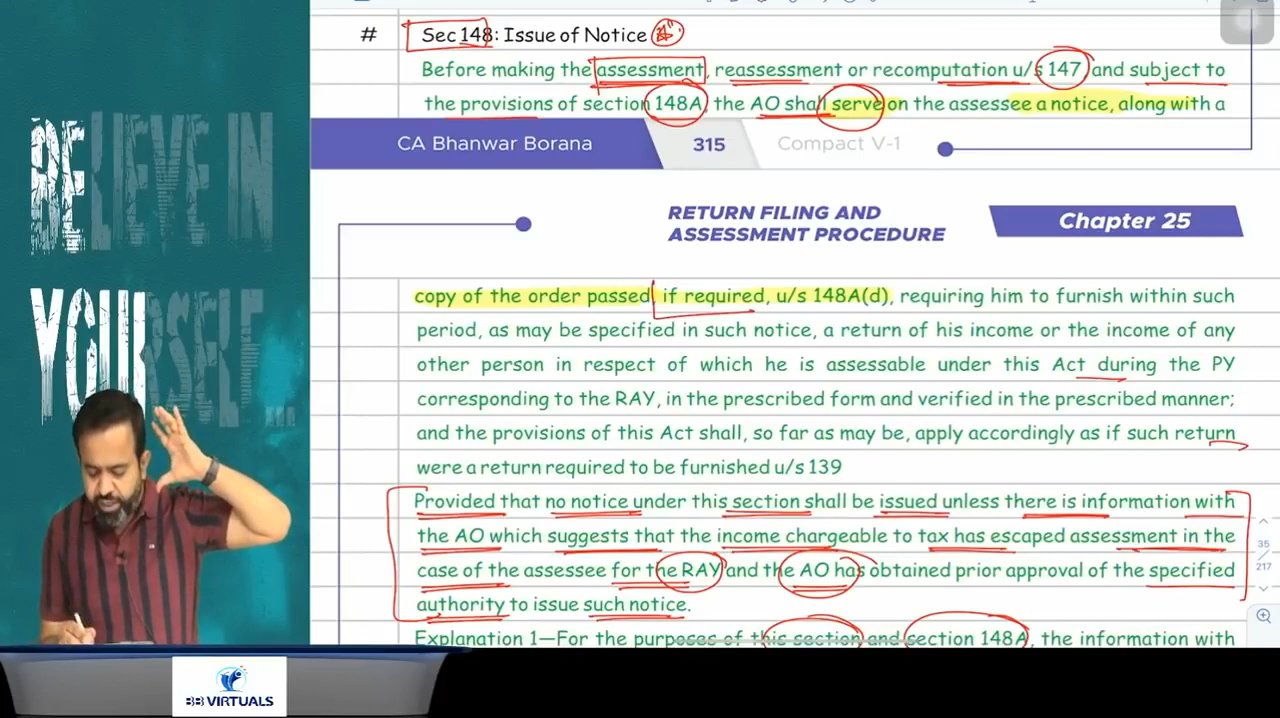 # Sec 148: Issue of Notice
Before making the assessment, reassessment or recomputation u/s 147, and subject to
the provisions of section 148A, the AO shall serve on the assessee a notice, along with a
CA Bhanwar Borana 315 Compact V-1
RETURN FILING AND
ASSESSMENT PROCEDURE
Chapter 25
copy of the order passed, if required, u/s 148A(d), requiring him to furnish within such
period, as may be specified in such notice, a return of his income or the income of any
other person in respect of which he is assessable under this Act during the PY
corresponding to the RAY, in the prescribed form and verified in the prescribed manner;
and the provisions of this Act shall, so far as may be, apply accordingly as if such return
were a return required to be furnished u/s 139
Provided that no notice under this section shall be issued unless there is information with
the AO which suggests that the income chargeable to tax has escaped assessment in the
case of the assessee for the RAY and the AO has obtained prior approval of the specified
authority to issue such notice.
Explanation 1—For the purposes of this section and section 148A, the information with
35
217
BELIEVE IN
YOURSELF...
BB VIRTUALS